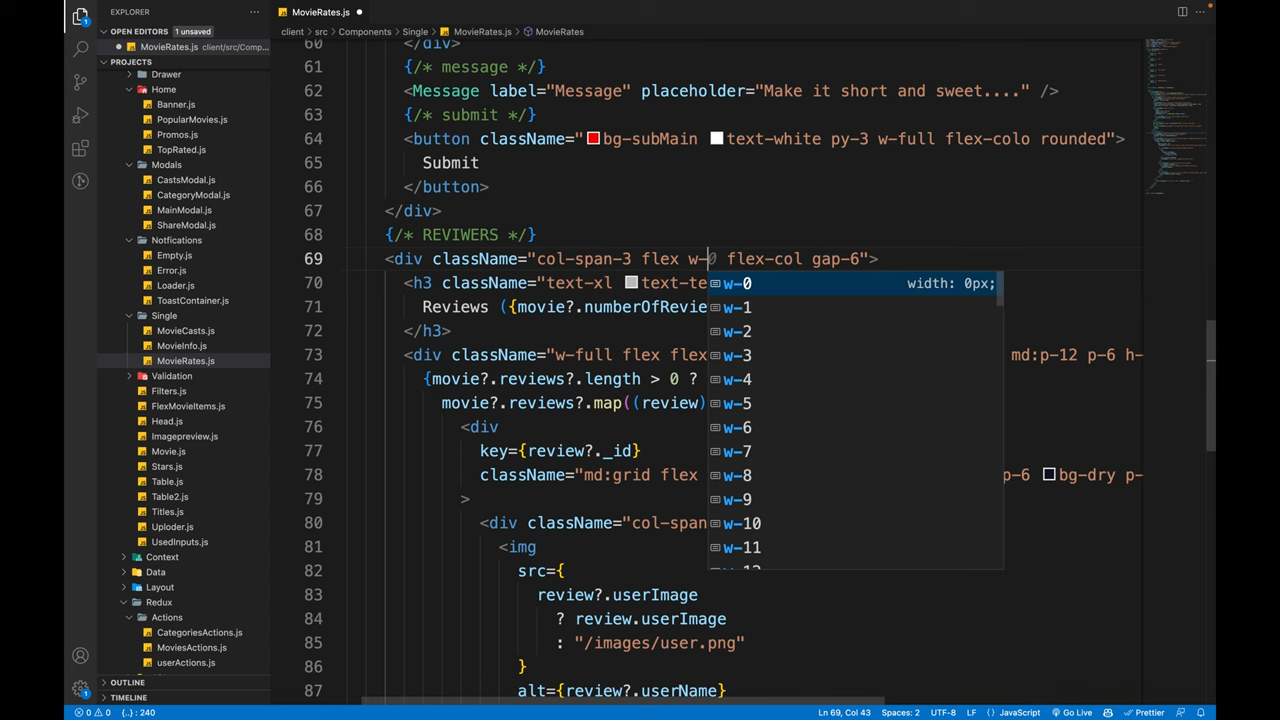 EXPLORER
OPEN EDITORS 1 unsaved
MovieRates.js client/src/Comp...
PROJECTS
Drawer
Home
Banner.js
PopularMovies.js
Promos.js
TopRated.js
Modals
CastsModal.js
CategoryModal.js
MainModal.js
ShareModal.js
Notfications
Empty.js
Error.js
Loader.js
ToastContainer.js
Single
MovieCasts.js
MovieInfo.js
MovieRates.js
Validation
Filters.js
FlexMovieItems.js
Head.js
Imagepreview.js
Movie.js
Stars.js
Table.js
Table2.js
Titles.js
Uploder.js
UsedInputs.js
Context
Data
Layout
Redux
Actions
CategoriesActions.js
MoviesActions.js
userActions.js
OUTLINE
TIMELINE
MovieRates.js
client > src > Components > Single > MovieRates.js > MovieRates
60 </div>
61 {/* message */}
62 <Message label="Message" placeholder="Make it short and sweet...." />
63 {/* submit */}
64 <button className="bg-subMain text-white py-3 w-full flex-colo rounded">
65 Submit
66 </button>
67 </div>
68 {/* REVIWERS */}
69 <div className="col-span-3 flex w-0 flex-col gap-6">
70 <h3 className="text-xl text-te
71 Reviews ({movie?.numberOfRevie
72 </h3>
73 <div className="w-full flex flex md:p-12 p-6 h-
74 {movie?.reviews?.length > 0 ?
75 movie?.reviews?.map((review)
76 <div
77 key={review?._id}
78 className="md:grid flex p-6 bg-dry p-
79 >
80 <div className="col-span
81 <img
82 src={
83 review?.userImage
84 ? review.userImage
85 : "/images/user.png"
86 }
87 alt={review?.userName}
w-0 width: 0px;
w-1
w-2
w-3
w-4
w-5
w-6
w-7
w-8
w-9
w-10
w-11
1
1
0 0 {..} : 240
Ln 69, Col 43 Spaces: 2 UTF-8 LF {} JavaScript Go Live Prettier